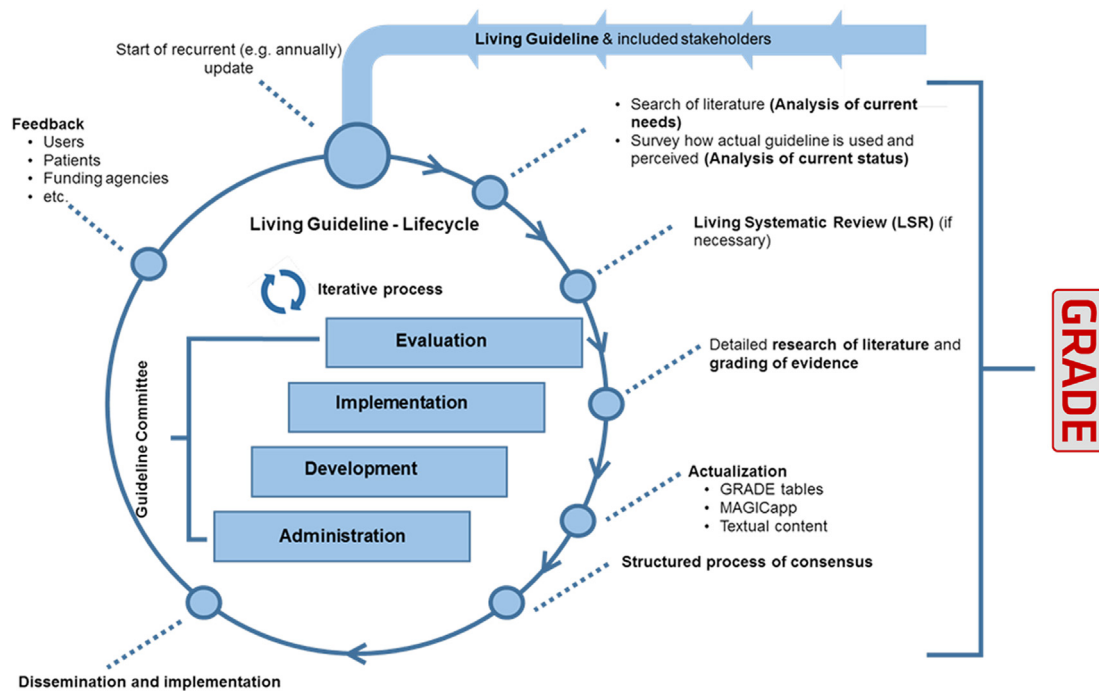 Living Guideline & included stakeholders
Start of recurrent (e.g. annually)
update
• Search of literature (Analysis of current
needs)
• Survey how actual guideline is used and
perceived (Analysis of current status)
Feedback
• Users
• Patients
• Funding agencies
• etc.
Living Guideline - Lifecycle
Living Systematic Review (LSR) (if
necessary)
Iterative process
Evaluation
Detailed research of literature and
grading of evidence
GRADE
Implementation
Guideline Committee
Development
Actualization
• GRADE tables
• MAGICapp
• Textual content
Administration
Structured process of consensus
Dissemination and implementation